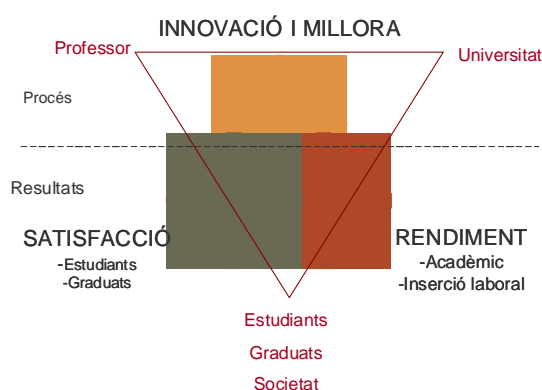 INNOVACIÓ I MILLORA
Professor
Universitat
Procés
Resultats
SATISFACCIÓ
-Estudiants
-Graduats
RENDIMENT
-Acadèmic
-Inserció laboral
Estudiants
Graduats
Societat